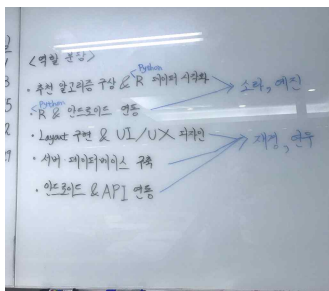 <역할 분담>
Python
· 추천 알고리즘 구상 & R 데이터 시각화
소라, 예진
Python
· R & 안드로이드 연동
· Layout 구현 & UI/UX 디자인
재경, 연주
· 서버 데이터베이스 구축
· 안드로이드 & API 연동